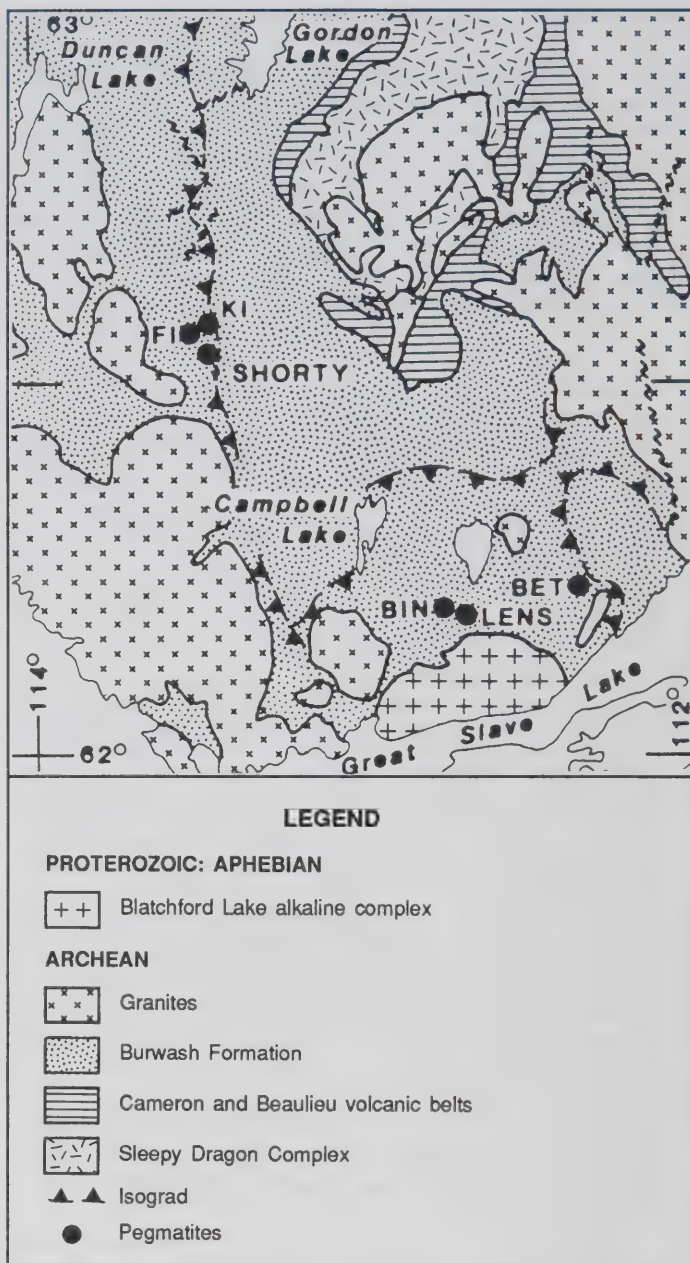 63°
Duncan
Lake
Gordon
Lake
KI
FI
SHORTY
Campbell
Lake
BIN
LENS
BET
114°
62°
Great Slave Lake
112°
LEGEND
PROTEROZOIC: APHEBIAN
Blatchford Lake alkaline complex
ARCHEAN
Granites
Burwash Formation
Cameron and Beaulieu volcanic belts
Sleepy Dragon Complex
Isograd
Pegmatites